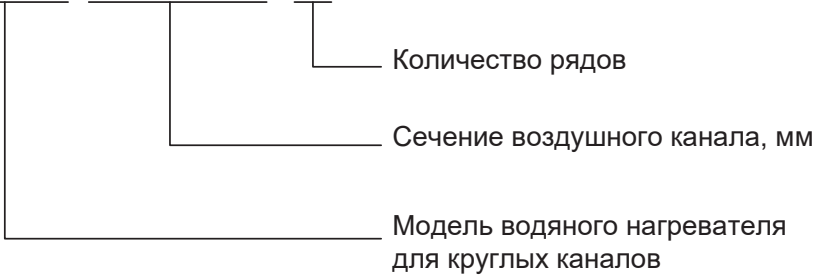 Количество рядов
Сечение воздушного канала, мм
Модель водяного нагревателя
для круглых каналов